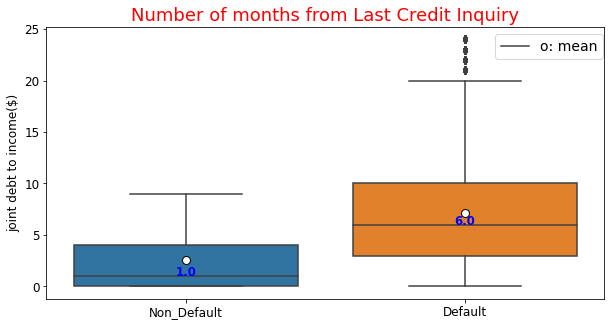 Number of months from Last Credit Inquiry
25
20
15
10
5
0
joint debt to income($)
o: mean
1.0
6.0
Non_Default
Default